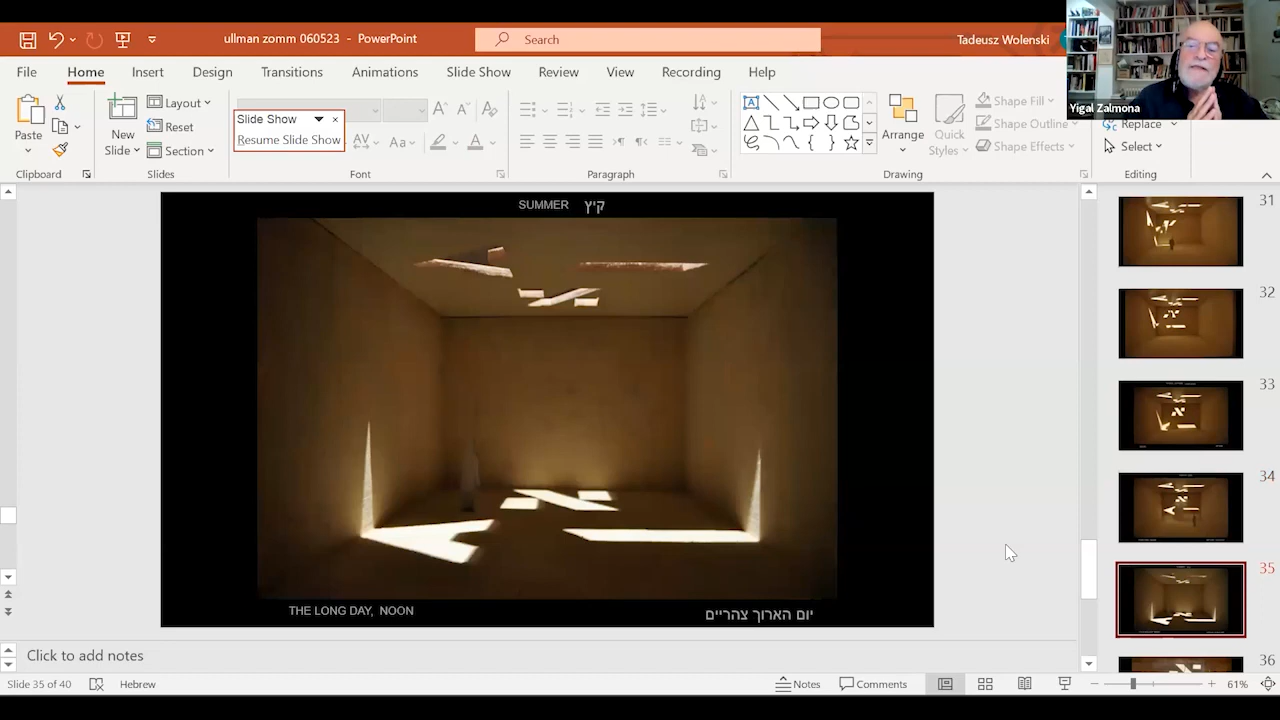 ullman zomm 060523 - PowerPoint
Search
Tadeusz Wolenski
Yigal Zalmona
File Home Insert Design Transitions Animations Slide Show Review View Recording Help
Paste
New Slide
Layout
Reset
Section
Slide Show
Resume Slide Show
Aa
Arrange
Quick Styles
Shape Fill
Shape Outline
Shape Effects
Replace
Select
Clipboard Slides Font Paragraph Drawing Editing
SUMMER קיץ
THE LONG DAY, NOON
יום הארוך צהריים
31
32
33
34
35
36
Click to add notes
Slide 35 of 40 Hebrew Notes Comments 61%